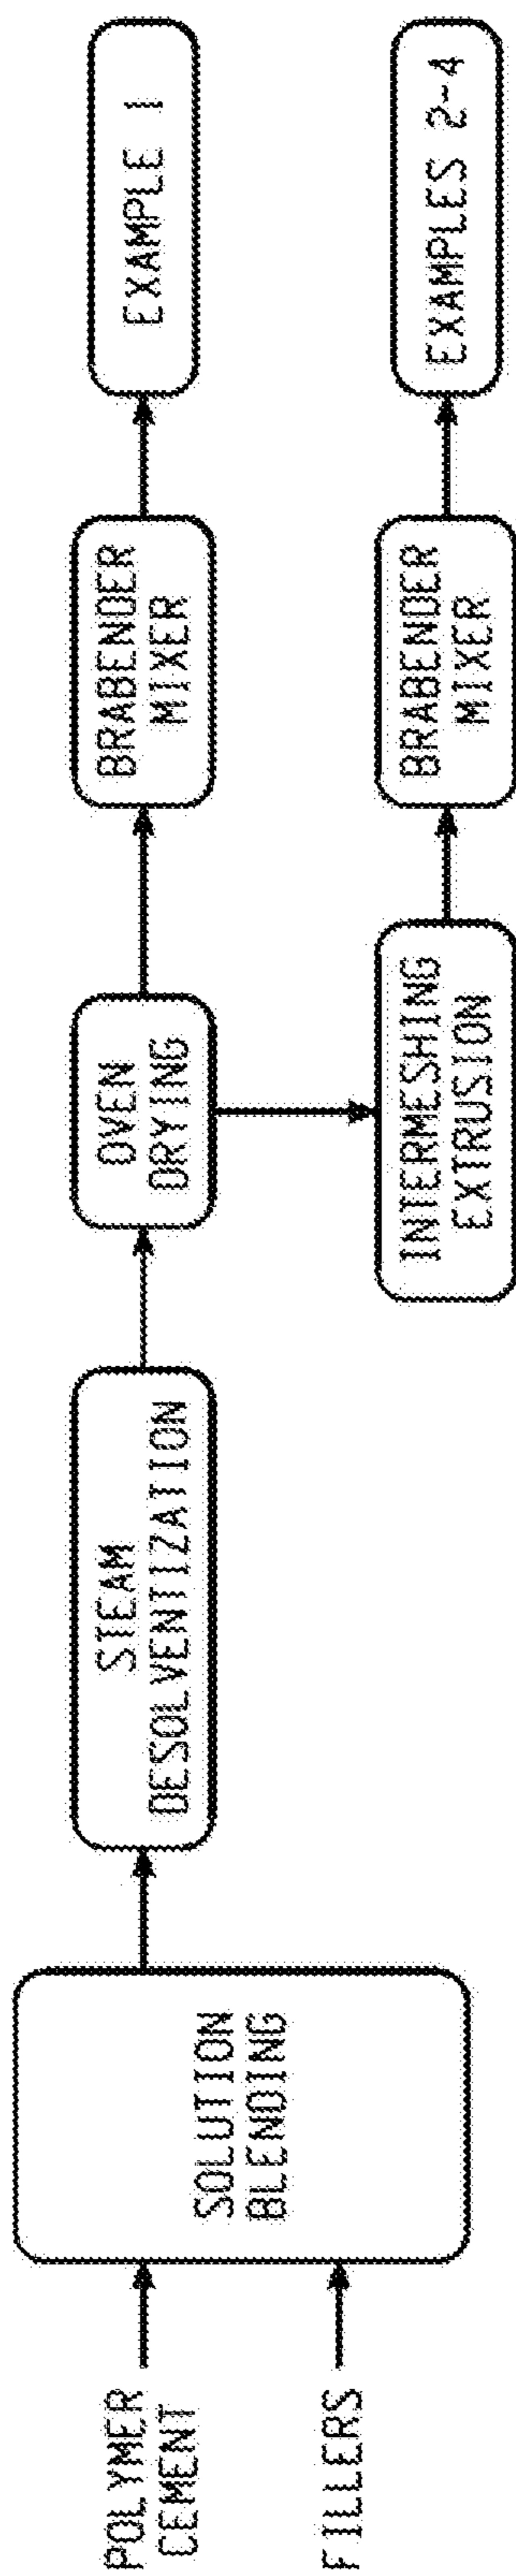 POLYMER
CEMENT
FILLERS
SOLUTION
BLENDING
STEAM
DESOLVENTIZATION
OVEN
DRYING
BRABENDER
MIXER
EXAMPLE 1
INTERMESHING
EXTRUSION
BRABENDER
MIXER
EXAMPLES 2-4